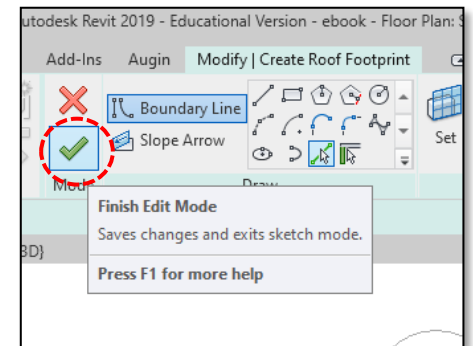 utodesk Revit 2019 - Educational Version - ebook - Floor Plan: S
Add-Ins Augin Modify | Create Roof Footprint
Boundary Line
Slope Arrow
Set
Mode Draw
Finish Edit Mode
Saves changes and exits sketch mode.
3D}
Press F1 for more help